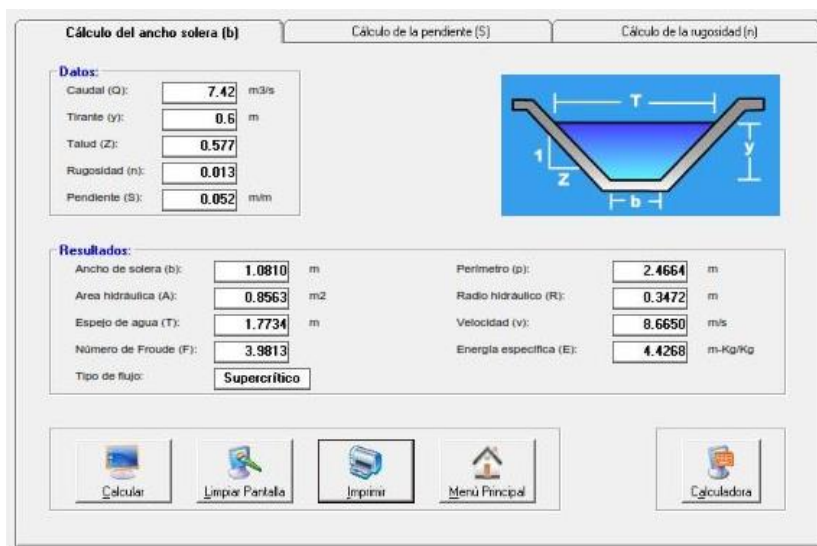 Cálculo del ancho solera (b)
Cálculo de la pendiente (S)
Cálculo de la rugosidad (n)
Datos:
Caudal (Q): 7.42 m3/s
Tirante (y): 0.6 m
Talud (Z): 0.577
Rugosidad (n): 0.013
Pendiente (S): 0.052 m/m
T
y
1
Z
b
Resultados:
Ancho de solera (b): 1.0810 m
Perímetro (p): 2.4664 m
Area hidráulica (A): 0.8563 m2
Radio hidráulico (R): 0.3472 m
Espejo de agua (T): 1.7734 m
Velocidad (v): 8.6650 m/s
Número de Froude (F): 3.9813
Energía específica (E): 4.4268 m-Kg/Kg
Tipo de flujo: Supercrítico
Calcular
Limpiar Pantalla
Imprimir
Menú Principal
Calculadora